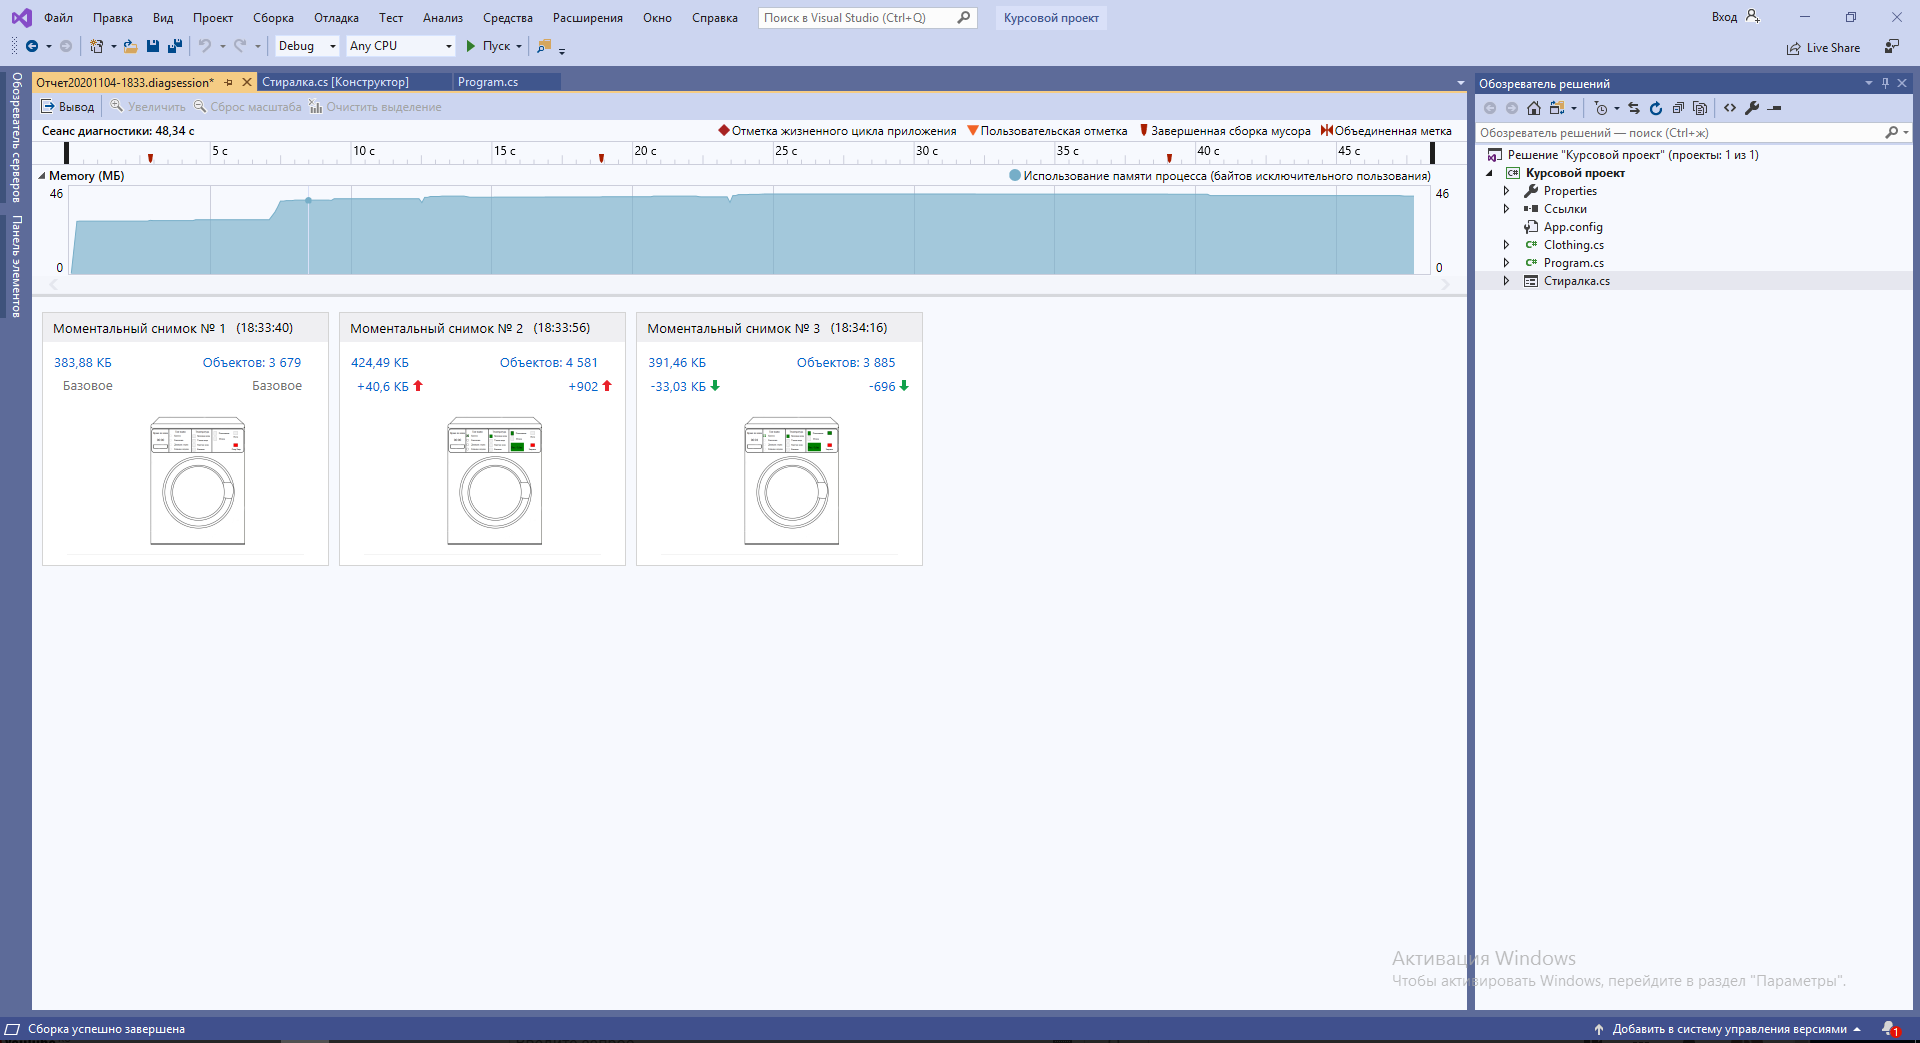 Файл Правка Вид Проект Сборка Отладка Тест Анализ Средства Расширения Окно Справка Поиск в Visual Studio (Ctrl+Q) Курсовой проект Вход
Debug Any CPU Пуск Live Share
Обозреватель серверов
Панель элементов
Отчет20201104-1833.diagsession* Стиралка.cs [Конструктор] Program.cs
Вывод Увеличить Сброс масштаба Очистить выделение
Сеанс диагностики: 48,34 с Отметка жизненного цикла приложения Пользовательская отметка Завершенная сборка мусора Объединенная метка
5 с 10 с 15 с 20 с 25 с 30 с 35 с 40 с 45 с
Memory (МБ) Использование памяти процесса (байтов исключительного пользования)
46 46
0 0
Моментальный снимок № 1 (18:33:40)
383,88 КБ Объектов: 3 679
Базовое Базовое
Моментальный снимок № 2 (18:33:56)
424,49 КБ Объектов: 4 581
+40,6 КБ +902
Моментальный снимок № 3 (18:34:16)
391,46 КБ Объектов: 3 885
-33,03 КБ -696
Обозреватель решений
Обозреватель решений — поиск (Ctrl+ж)
Решение "Курсовой проект" (проекты: 1 из 1)
C# Курсовой проект
Properties
Ссылки
App.config
C# Clothing.cs
C# Program.cs
Стиралка.cs
Активация Windows
Чтобы активировать Windows, перейдите в раздел "Параметры".
Сборка успешно завершена Добавить в систему управления версиями 1